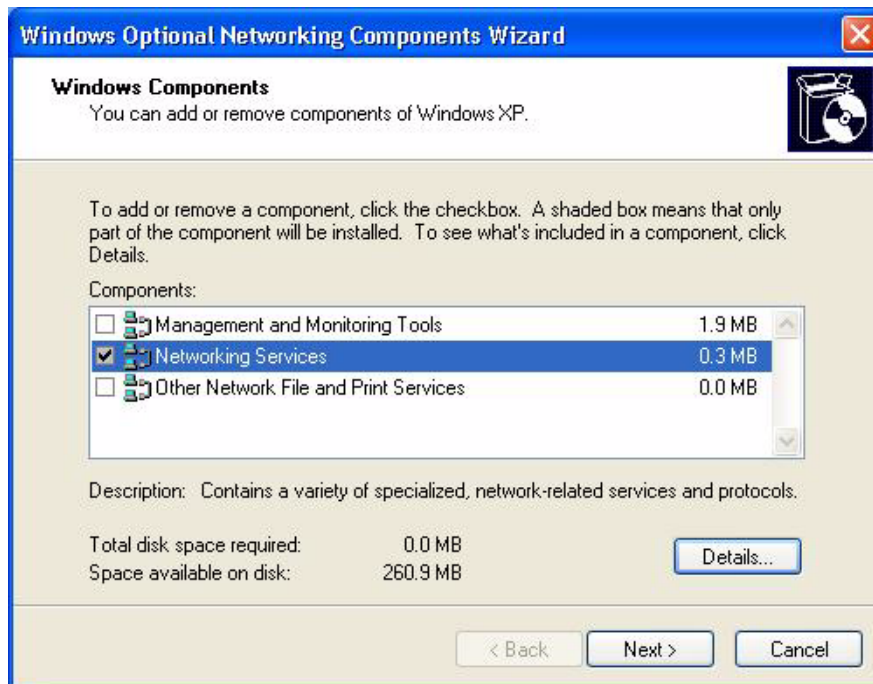 Windows Optional Networking Components Wizard
Windows Components
You can add or remove components of Windows XP.
To add or remove a component, click the checkbox. A shaded box means that only
part of the component will be installed. To see what's included in a component, click
Details.
Components:
Management and Monitoring Tools 1.9 MB
Networking Services 0.3 MB
Other Network File and Print Services 0.0 MB
Description: Contains a variety of specialized, network-related services and protocols.
Total disk space required: 0.0 MB
Space available on disk: 260.9 MB
Details...
< Back Next > Cancel